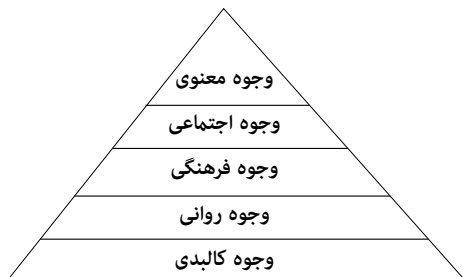 وجوه معنوی
وجوه اجتماعی
وجوه فرهنگی
وجوه روانی
وجوه کالبدی